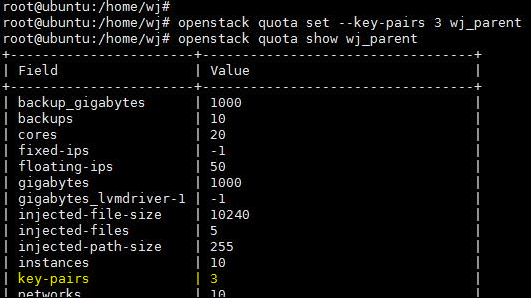 root@ubuntu:/home/wj#
root@ubuntu:/home/wj# openstack quota set --key-pairs 3 wj_parent
root@ubuntu:/home/wj# openstack quota show wj_parent
+-----------------------+----------------------------------+
| Field                 | Value                            |
+-----------------------+----------------------------------+
| backup_gigabytes      | 1000
| backups               | 10
| cores                 | 20
| fixed-ips             | -1
| floating-ips          | 50
| gigabytes             | 1000
| gigabytes_lvmdriver-1 | -1
| injected-file-size    | 10240
| injected-files        | 5
| injected-path-size    | 255
| instances             | 10
| key-pairs             | 3
| networks              | 10